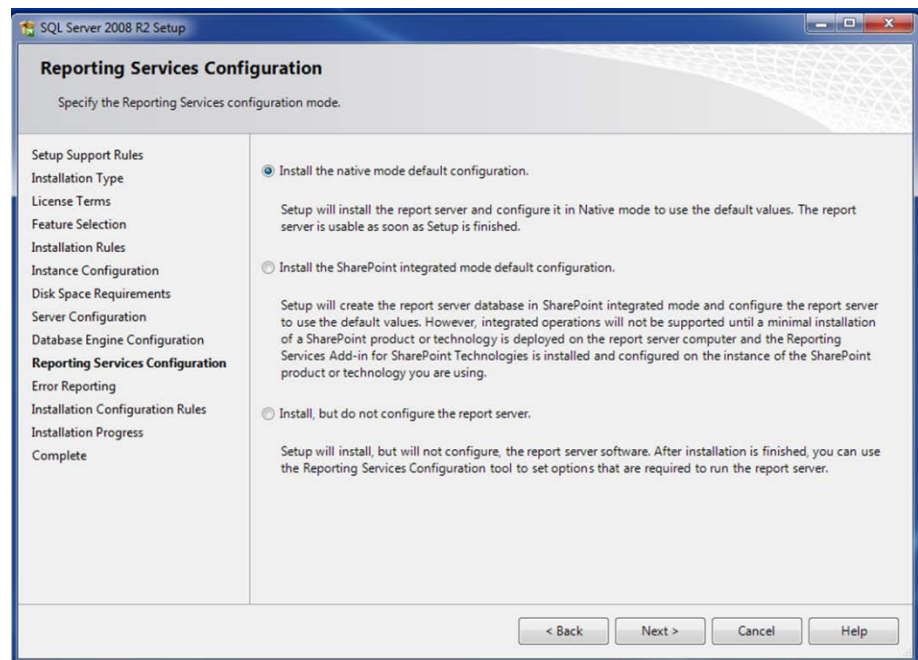 SQL Server 2008 R2 Setup
Reporting Services Configuration
Specify the Reporting Services configuration mode.
Setup Support Rules
Installation Type
License Terms
Feature Selection
Installation Rules
Instance Configuration
Disk Space Requirements
Server Configuration
Database Engine Configuration
Reporting Services Configuration
Error Reporting
Installation Configuration Rules
Installation Progress
Complete
Install the native mode default configuration.
Setup will install the report server and configure it in Native mode to use the default values. The report
server is usable as soon as Setup is finished.
Install the SharePoint integrated mode default configuration.
Setup will create the report server database in SharePoint integrated mode and configure the report server
to use the default values. However, integrated operations will not be supported until a minimal installation
of a SharePoint product or technology is deployed on the report server computer and the Reporting
Services Add-in for SharePoint Technologies is installed and configured on the instance of the SharePoint
product or technology you are using.
Install, but do not configure the report server.
Setup will install, but will not configure, the report server software. After installation is finished, you can use
the Reporting Services Configuration tool to set options that are required to run the report server.
< Back
Next >
Cancel
Help